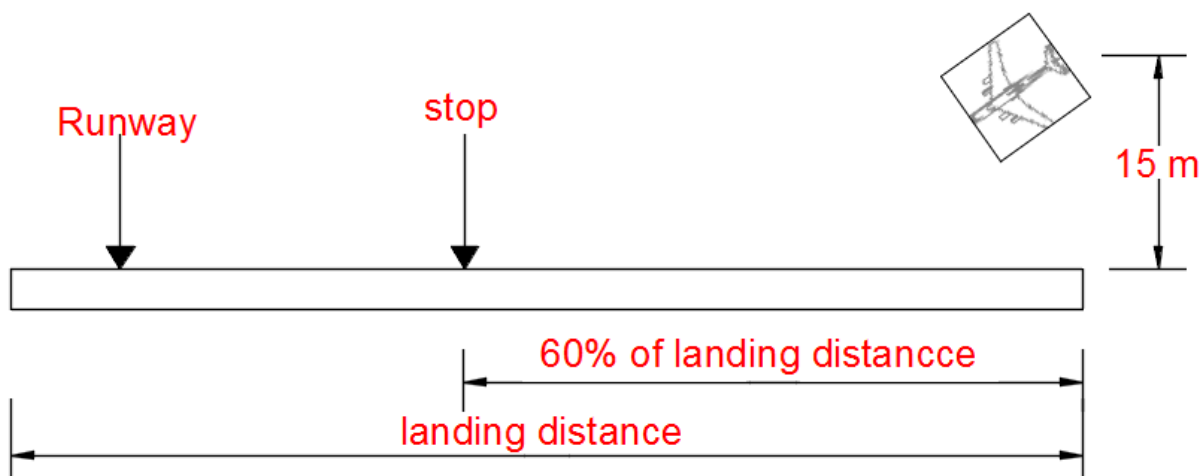 Runway
stop
15 m
60% of landing distancce
landing distance